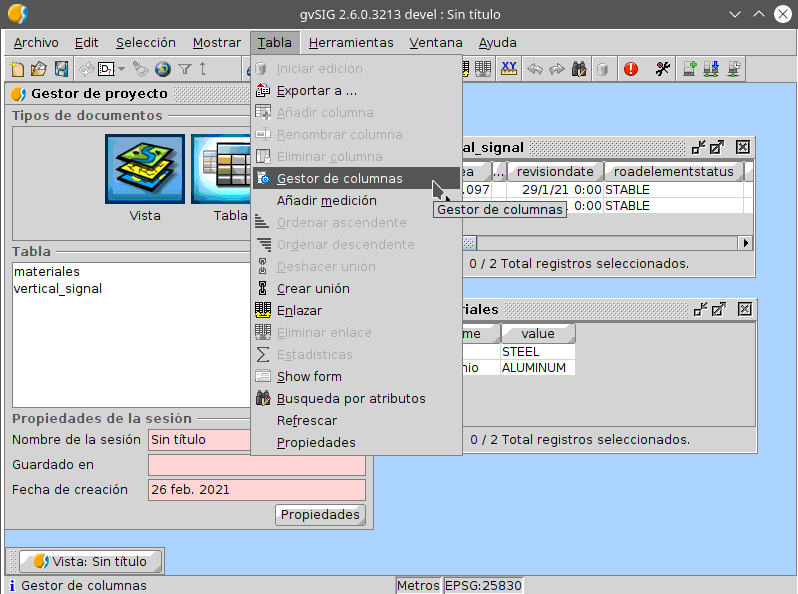 gvSIG 2.6.0.3213 devel : Sin título
Archivo Edit Selección Mostrar Tabla Herramientas Ventana Ayuda
Gestor de proyecto
Tipos de documentos
Vista
Tabla
Tabla
materiales
vertical_signal
Propiedades de la sesión
Nombre de la sesión Sin título
Guardado en
Fecha de creación 26 feb. 2021
Propiedades
Iniciar edición
Exportar a ...
Añadir columna
Renombrar columna
Eliminar columna
Gestor de columnas
Añadir medición
Ordenar ascendente
Ordenar descendente
Deshacer unión
Crear unión
Enlazar
Eliminar enlace
Estadísticas
Show form
Busqueda por atributos
Refrescar
Propiedades
Gestor de columnas
XY
al_signal
ea ... revisiondate roadelementstatus
.097 29/1/21 0:00 STABLE
0:00 STABLE
0 / 2 Total registros seleccionados.
iales
me value
STEEL
nio ALUMINUM
0 / 2 Total registros seleccionados.
Vista: Sin título
Gestor de columnas Metros EPSG:25830